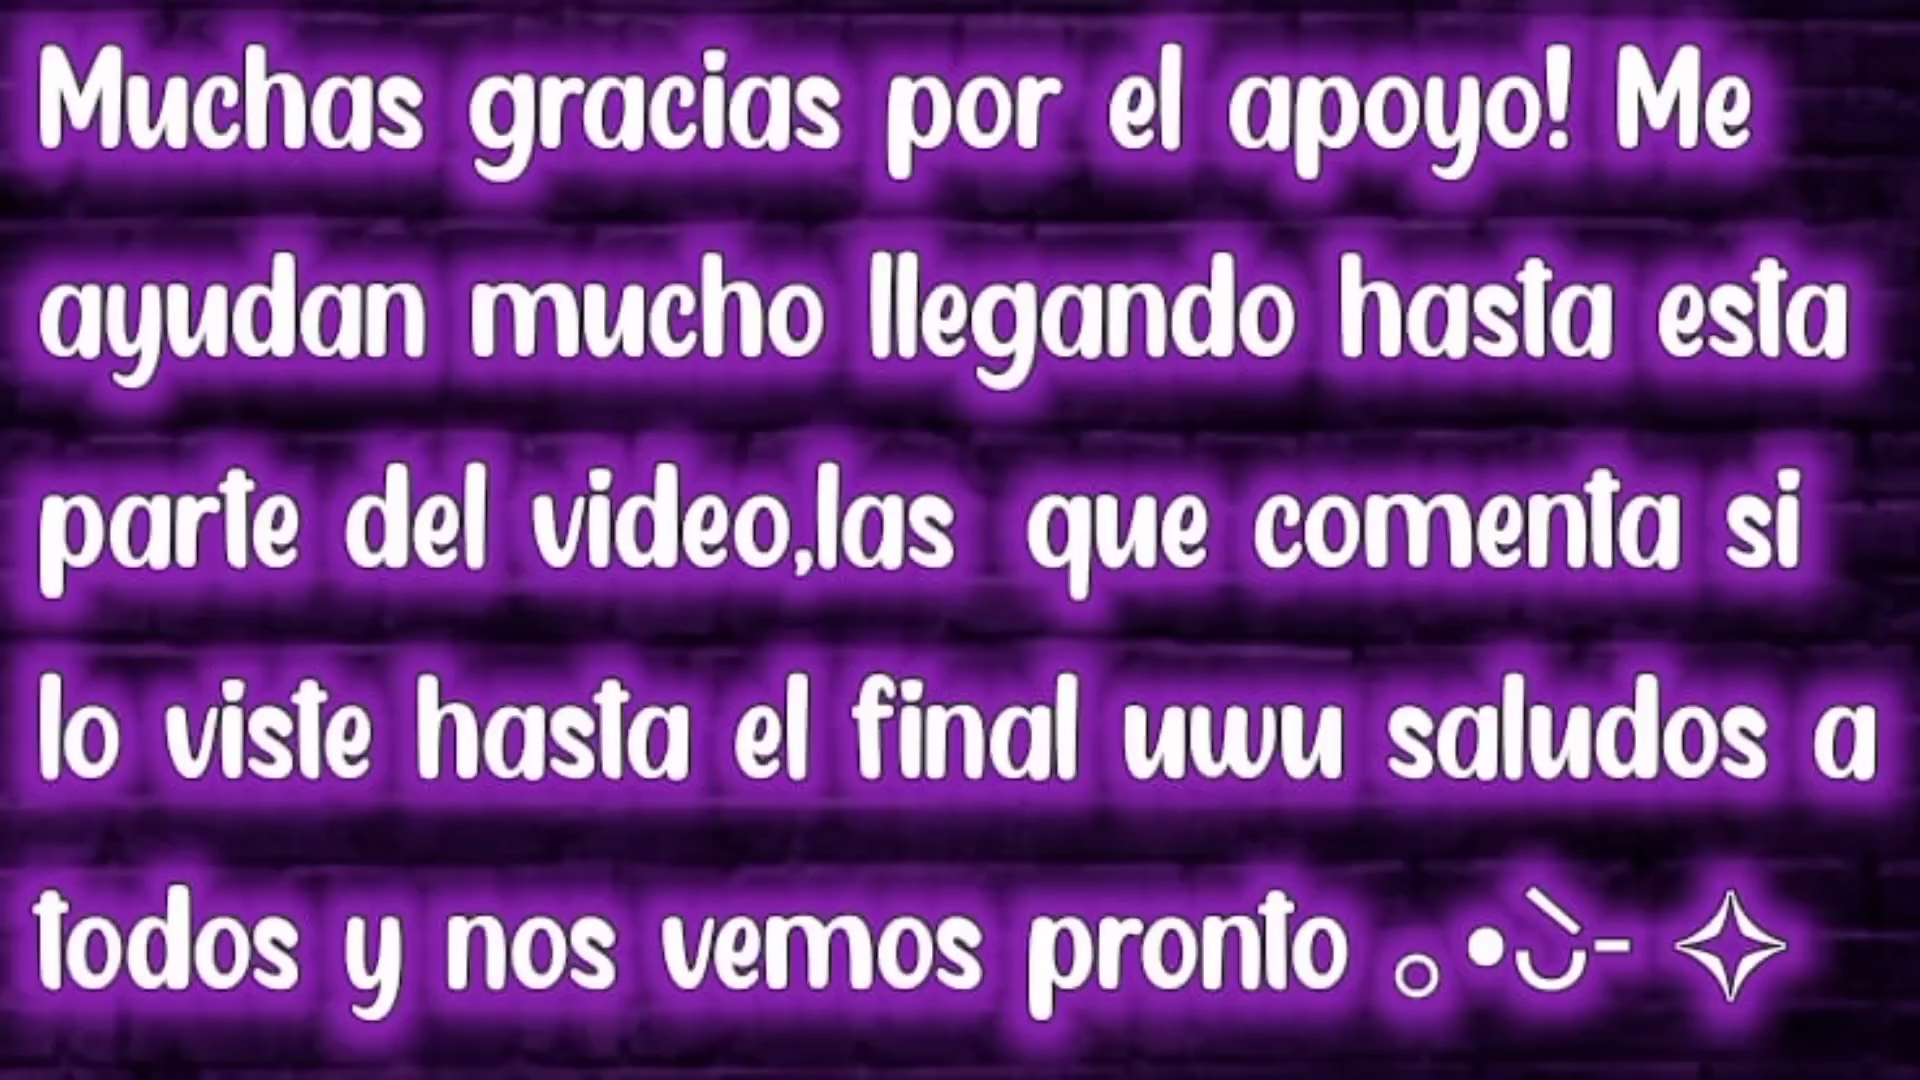 Muchas gracias por el apoyo! Me
ayudan mucho llegando hasta esta
parte del video,las  que comenta si
lo viste hasta el final uwu saludos a
todos y nos vemos pronto ｡•̀ᴗ- ✧